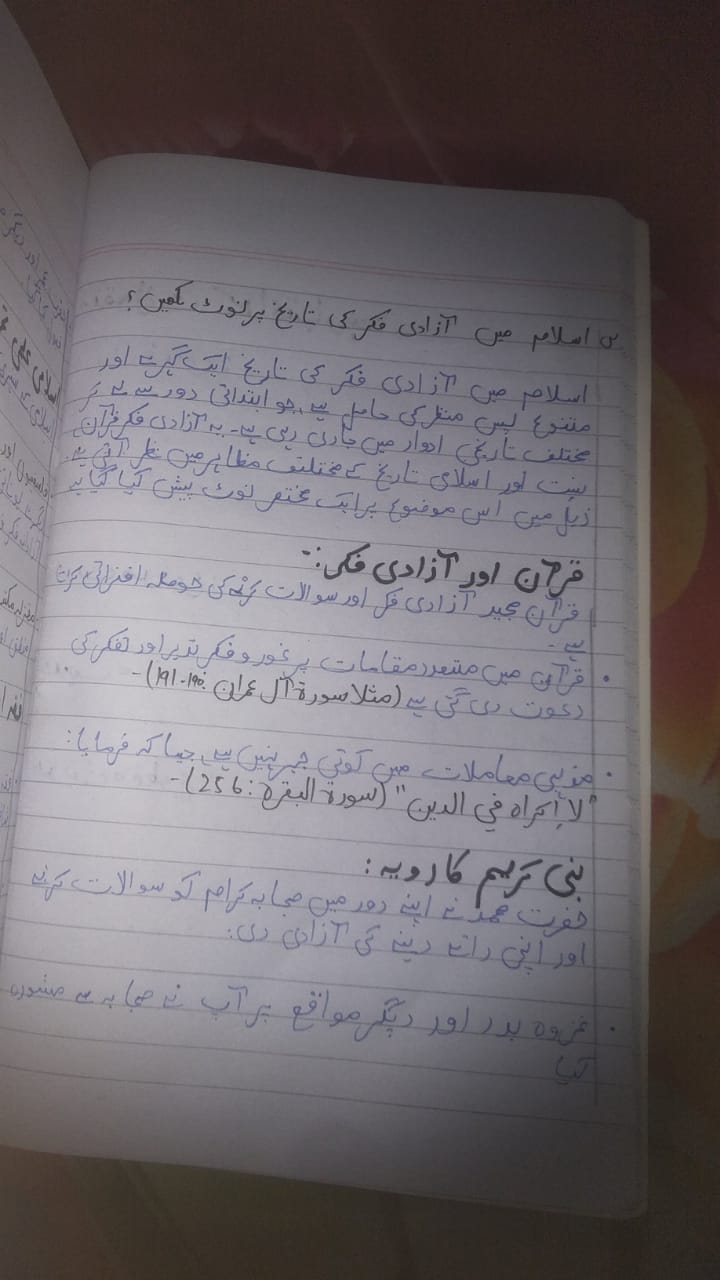 س اسلام میں آزادی فکر کی تاریخ پر نوٹ لکھیں؟
اسلام میں آزادی فکر کی تاریخ ایک گہرے اور
متنوع پس منظر کی حامل ہے جو ابتدائی دور سے لے کر
مختلف تاریخی ادوار میں جاری رہی ہے۔ یہ آزادی فکر قرآن
سنت اور اسلامی تاریخ کے مختلف مظاہر میں نظر آتی ہے۔
ذیل میں اس موضوع پر ایک مختصر نوٹ پیش کیا گیا ہے
قرآن اور آزادی فکر:-
قرآن مجید آزادی فکر اور سوالات کرنے کی حوصلہ افزائی کرتا
ہے۔
• قرآن میں متعدد مقامات پر غور و فکر تدبر اور تفکر کی
دعوت دی گئی ہے (مثلا سورۃ آل عمران ۱۹۰-۱۹۱)-
• مذہبی معاملات میں کوئی جبر نہیں ہے جیسا کہ فرمایا:
"لا إكراه في الدين" (سورة البقرة: 256)-
نبی کریم کا رویہ:
حضرت محمد نے اپنے دور میں صحابہ کرام کو سوالات کرنے
اور اپنی رائے دینے کی آزادی دی:
• غزوہ بدر اور دیگر مواقع پر آپ نے صحابہ سے مشورہ
کیا